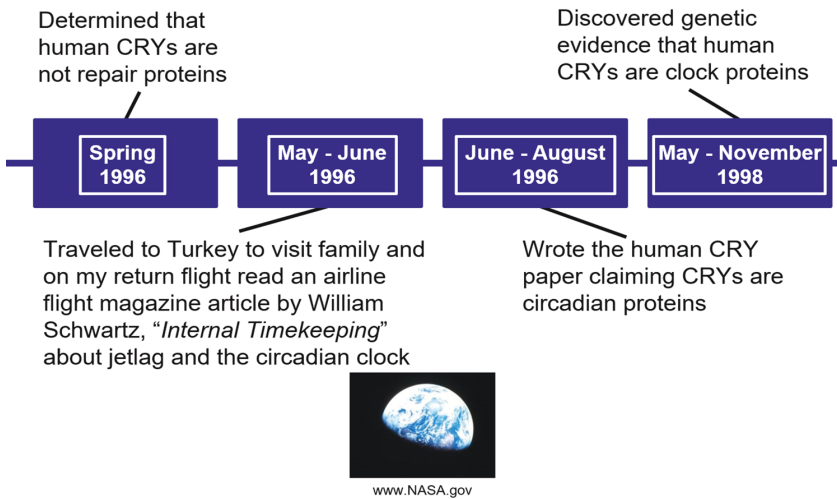 Determined that
human CRYs are
not repair proteins
Discovered genetic
evidence that human
CRYs are clock proteins
Spring
1996
May - June
1996
June - August
1996
May - November
1998
Traveled to Turkey to visit family and
on my return flight read an airline
flight magazine article by William
Schwartz, “Internal Timekeeping”
about jetlag and the circadian clock
Wrote the human CRY
paper claiming CRYs are
circadian proteins
www.NASA.gov